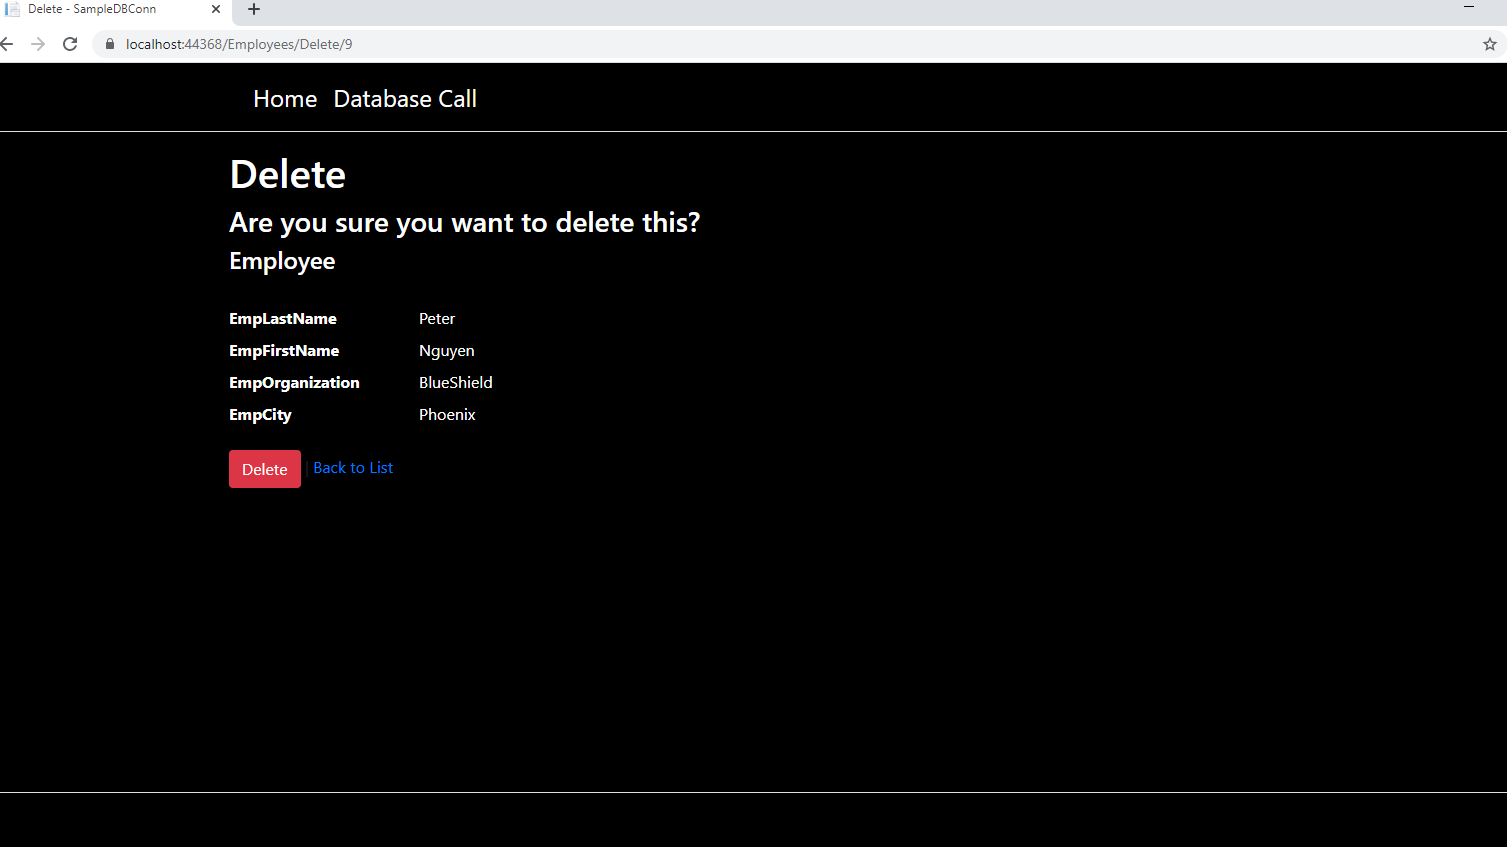 Delete - SampleDBConn
localhost:44368/Employees/Delete/9
Home Database Call
Delete
Are you sure you want to delete this?
Employee
EmpLastName Peter
EmpFirstName Nguyen
EmpOrganization BlueShield
EmpCity Phoenix
Delete | Back to List